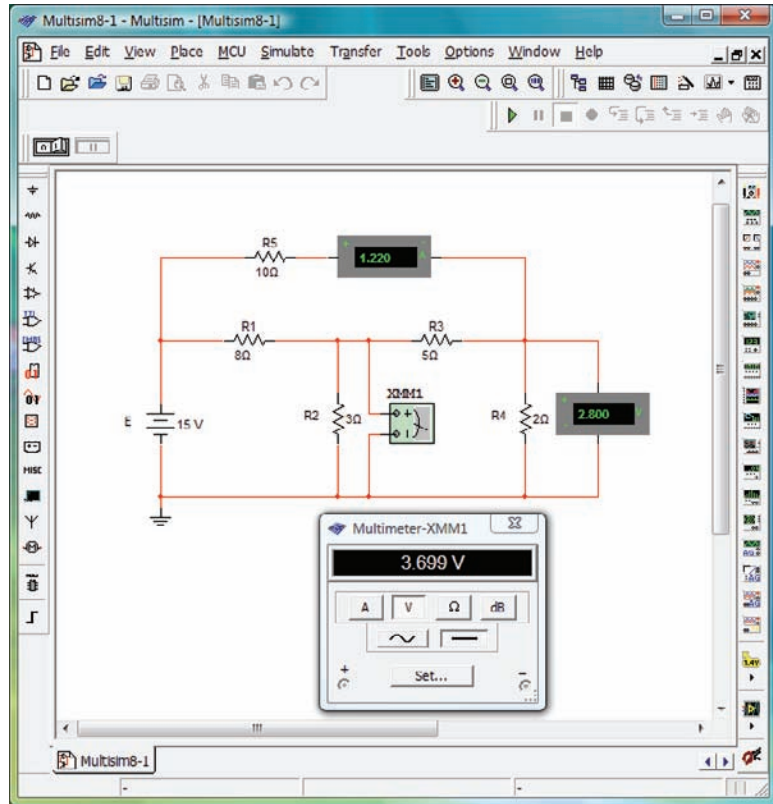 Multisim8-1 - Multisim - [Multisim8-1]
File Edit View Place MCU Simulate Transfer Tools Options Window Help
R5
10Ω
1.220
R1
8Ω
R3
5Ω
XMM1
E
15 V
R2
3Ω
R4
2Ω
2.800 V
MISC
Multimeter-XMM1
3.699 V
A V Ω dB
Set...
Multisim8-1